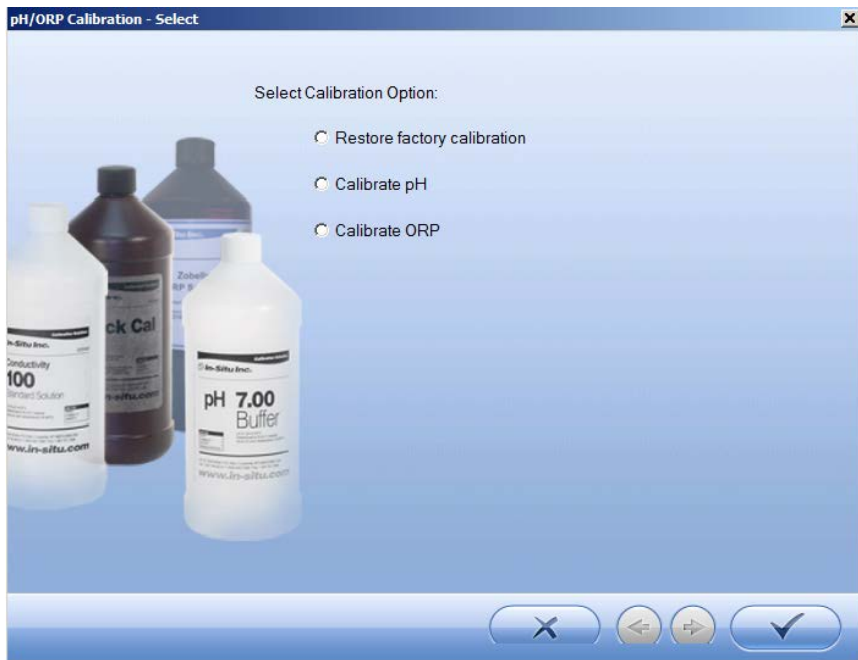 pH/ORP Calibration - Select
Select Calibration Option:
Restore factory calibration
Calibrate pH
Calibrate ORP
Zobell
ck Cal
In-Situ Inc.
Conductivity
100
Standard Solution
www.in-situ.com
In-Situ Inc.
pH 7.00
Buffer
www.in-situ.com